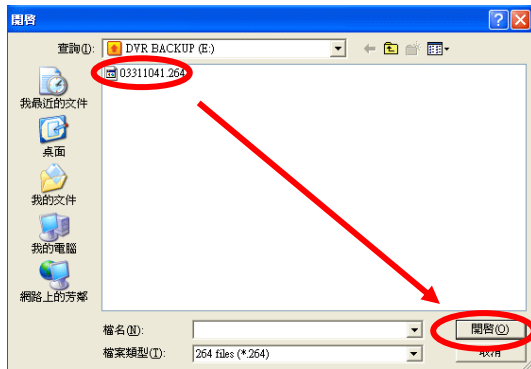 開啓
查詢(I): DVR BACKUP (E:)
03311041.264
我最近的文件
桌面
我的文件
我的電腦
網路上的芳鄰
檔名(N):
開啓(O)
檔案類型(T): 264 files (*.264)
取消